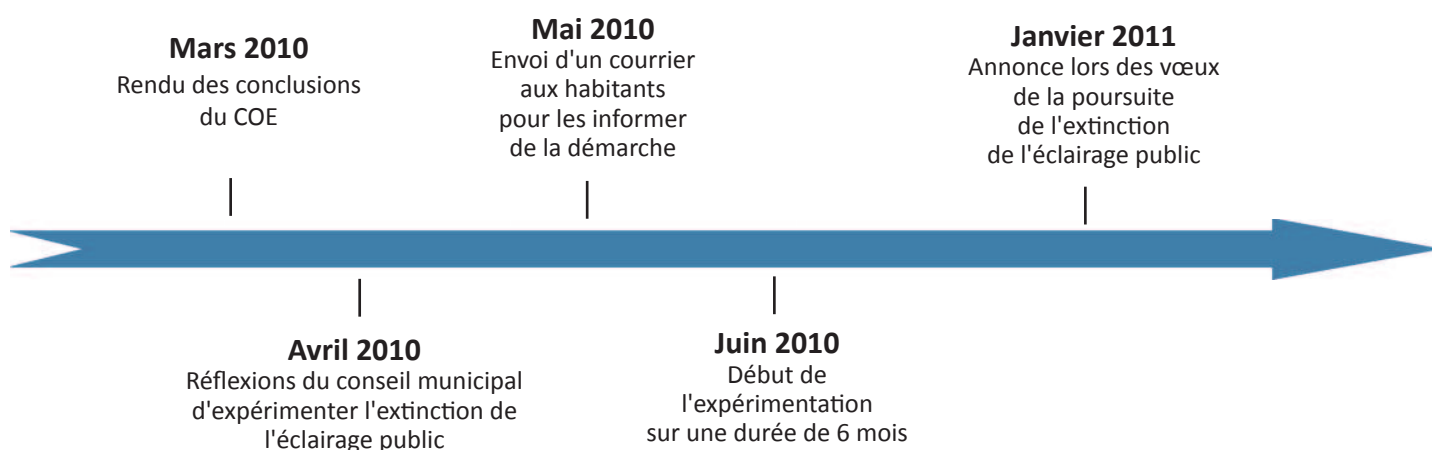 Mars 2010
Rendu des conclusions
du COE
Mai 2010
Envoi d'un courrier
aux habitants
pour les informer
de la démarche
Janvier 2011
Annonce lors des vœux
de la poursuite
de l'extinction
de l'éclairage public
Avril 2010
Réflexions du conseil municipal
d'expérimenter l'extinction de
l'éclairage public
Juin 2010
Début de
l'expérimentation
sur une durée de 6 mois